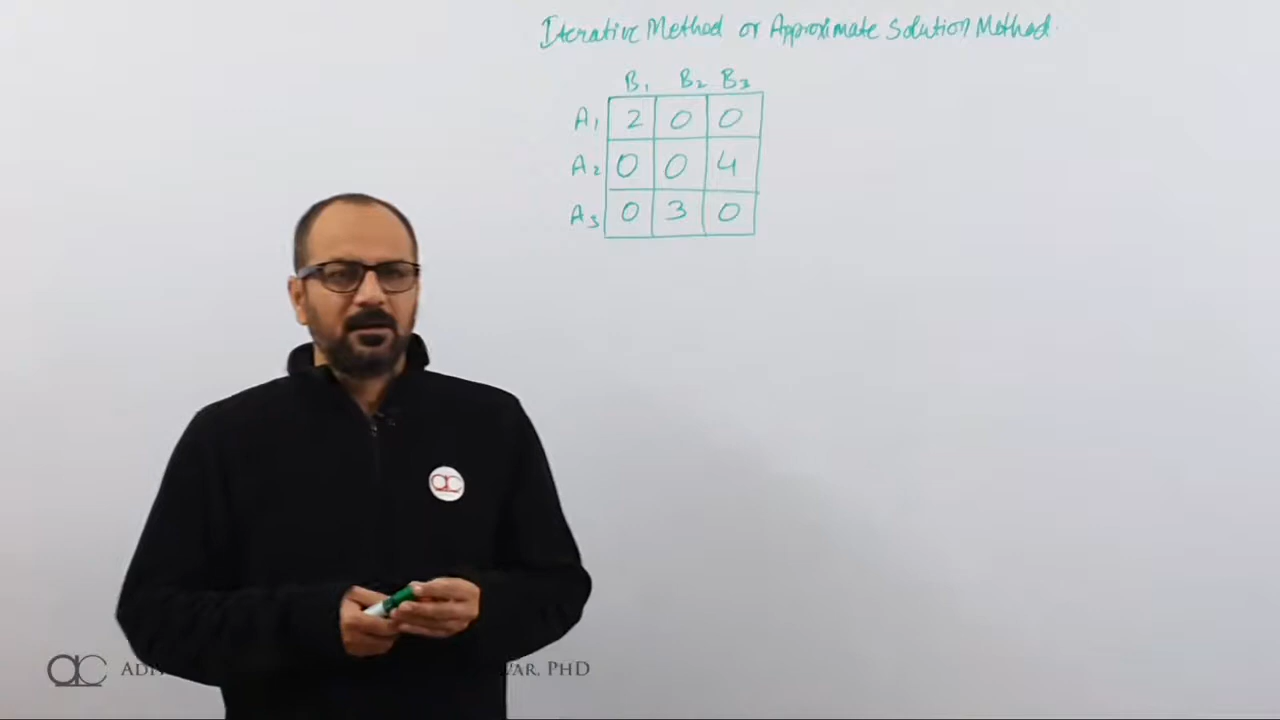 Iterative Method or Approximate Solution Method.
B₁ B₂ B₃
A₁ 2 0 0
A₂ 0 0 4
A₃ 0 3 0
ac
PhD